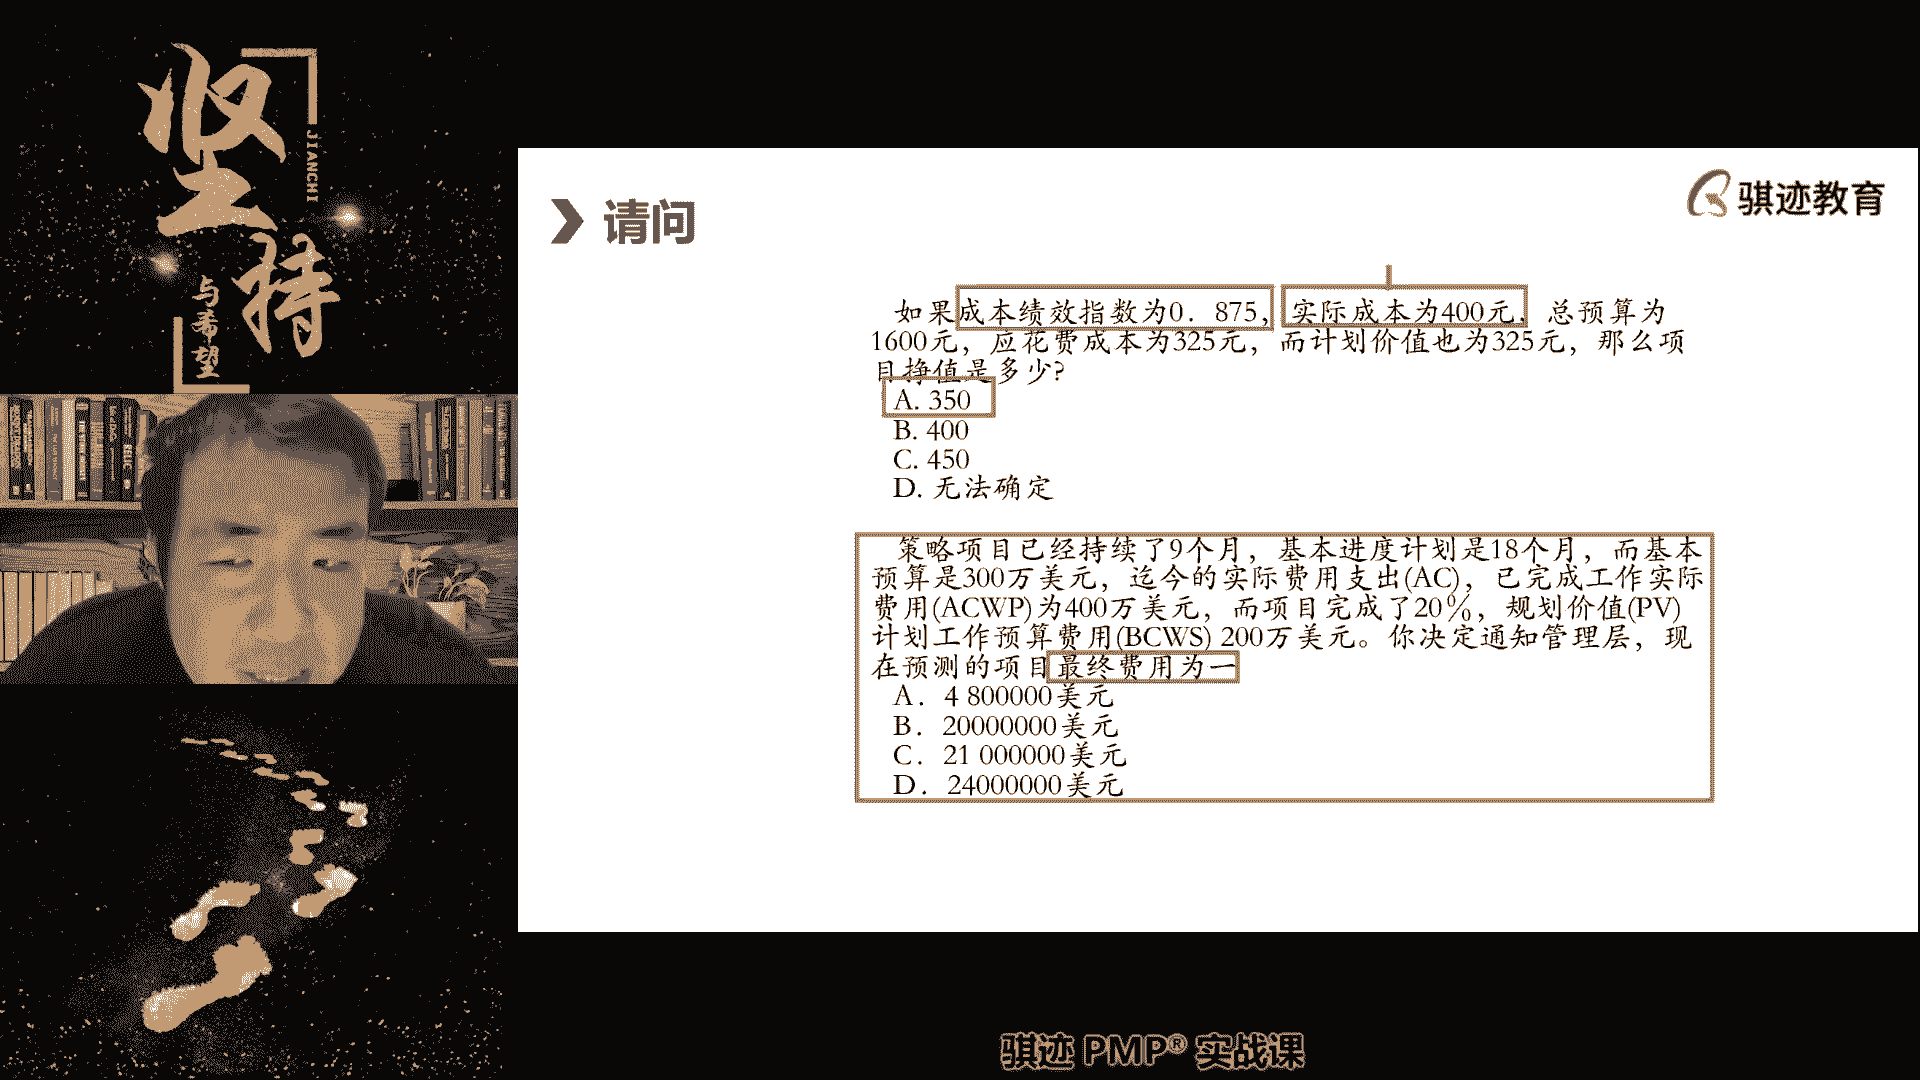 坚持
JIANCHI
与希望
请问
骐迹教育
如果成本绩效指数为0．875，实际成本为400元，总预算为
1600元，应花费成本为325元，而计划价值也为325元，那么项
目挣值是多少?
A. 350
B. 400
C. 450
D. 无法确定
策略项目已经持续了9个月，基本进度计划是18个月，而基本
预算是300万美元，迄今的实际费用支出(AC)，已完成工作实际
费用(ACWP)为400万美元，而项目完成了20%，规划价值(PV)
计划工作预算费用(BCWS) 200万美元。你决定通知管理层，现
在预测的项目最终费用为一
A．4 800000美元
B．20000000美元
C．21 000000美元
D．24000000美元
骐迹 PMP® 实战课